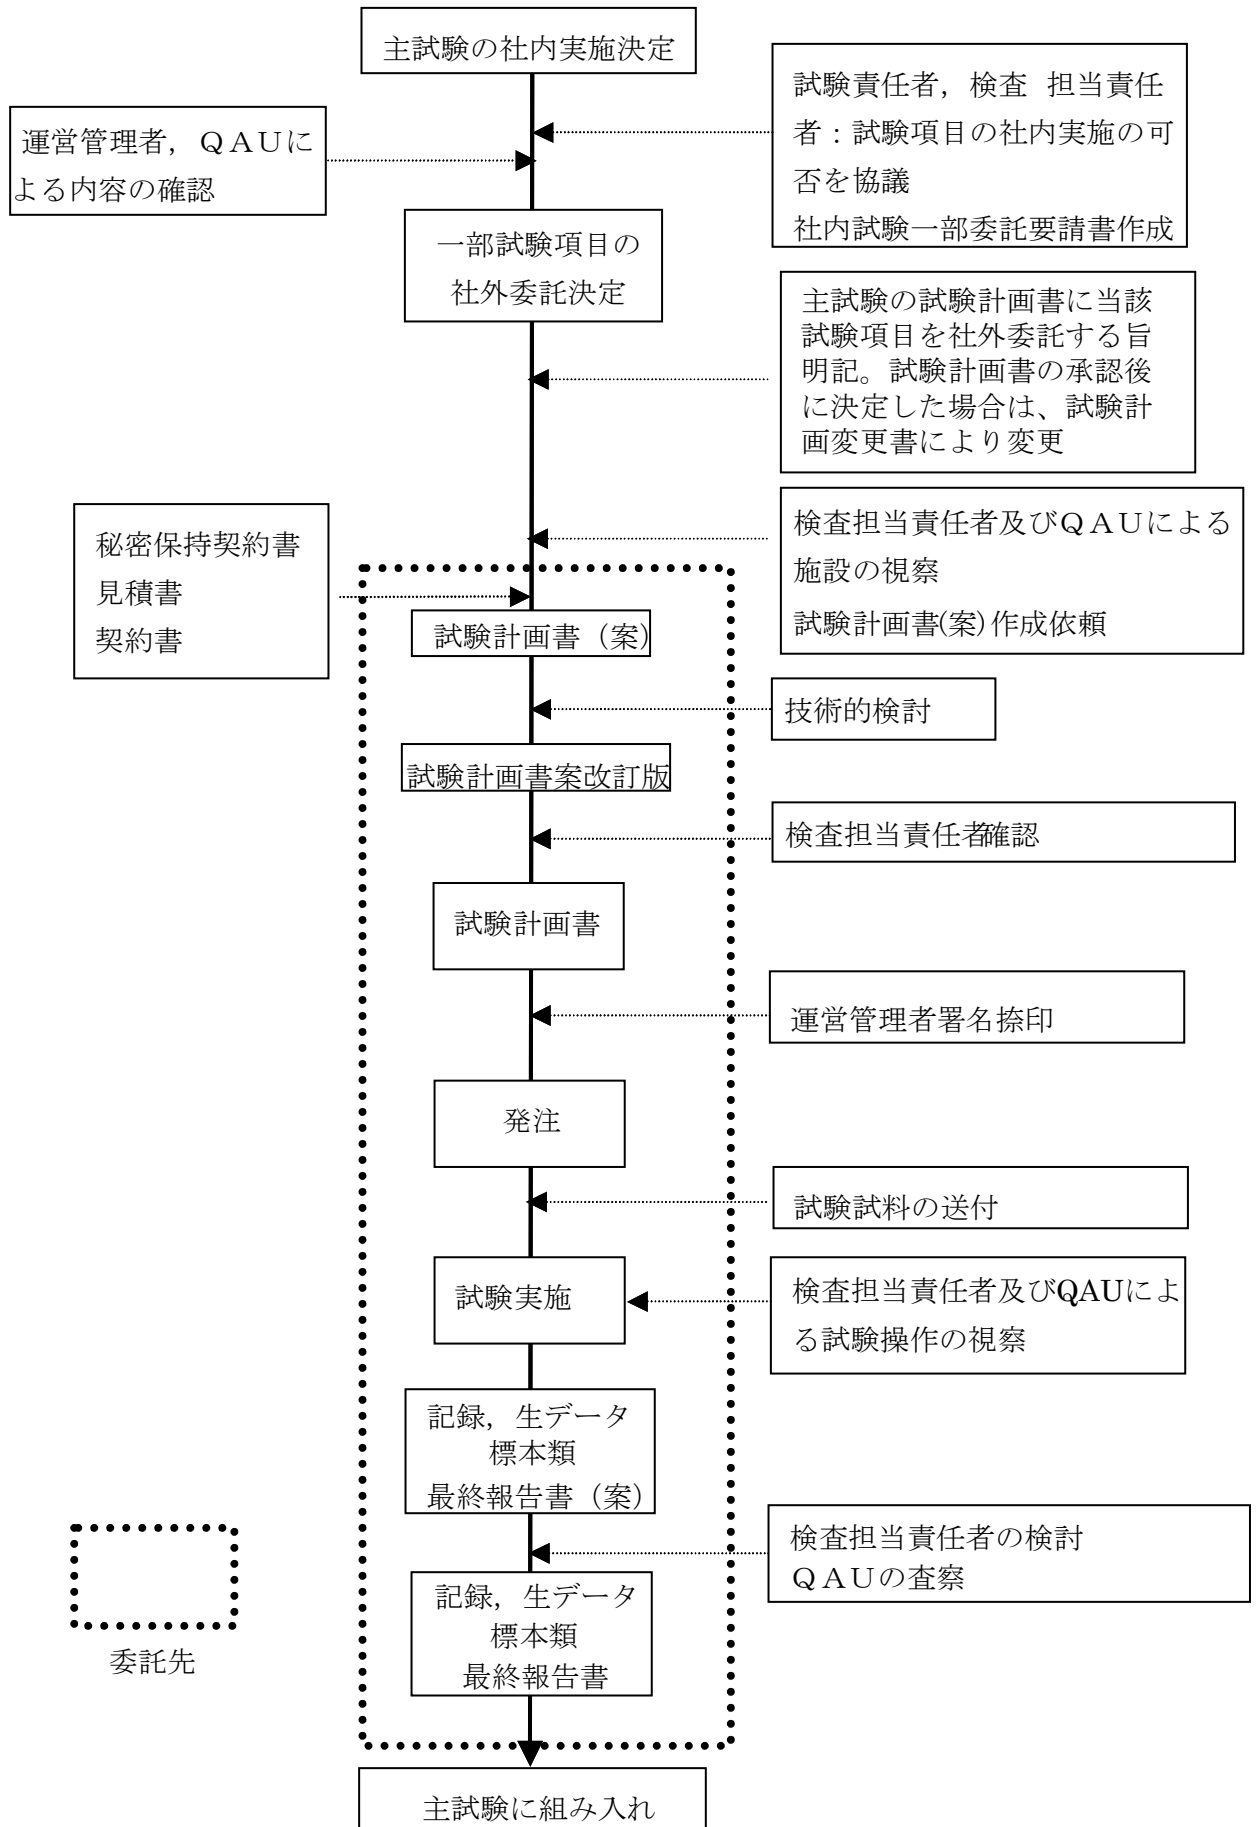 主試験の社内実施決定
試験責任者，検査 担当責任
者：試験項目の社内実施の可
否を協議
社内試験一部委託要請書作成
運営管理者，ＱＡＵに
よる内容の確認
一部試験項目の
社外委託決定
主試験の試験計画書に当該
試験項目を社外委託する旨
明記。試験計画書の承認後
に決定した場合は、試験計
画変更書により変更
検査担当責任者及びＱＡＵによる
施設の視察
試験計画書(案)作成依頼
秘密保持契約書
見積書
契約書
試験計画書（案）
技術的検討
試験計画書案改訂版
検査担当責任者確認
試験計画書
運営管理者署名捺印
発注
試験試料の送付
試験実施
検査担当責任者及びQAUによ
る試験操作の視察
記録，生データ
標本類
最終報告書（案）
検査担当責任者の検討
ＱＡＵの査察
記録，生データ
標本類
最終報告書
委託先
主試験に組み入れ